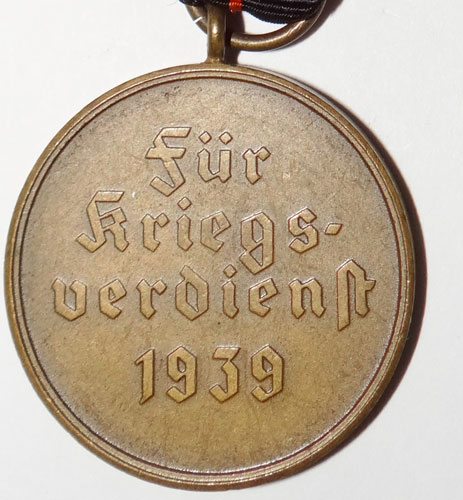 Für
Kriegs-
verdienſt
1939